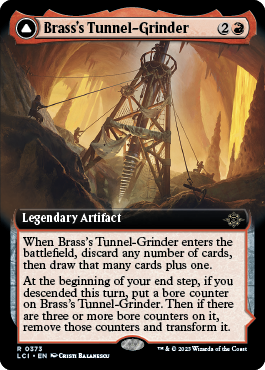 Brass's Tunnel-Grinder 2
Legendary Artifact
When Brass's Tunnel-Grinder enters the
battlefield, discard any number of cards,
then draw that many cards plus one.
At the beginning of your end step, if you
descended this turn, put a bore counter
on Brass's Tunnel-Grinder. Then if there
are three or more bore counters on it,
remove those counters and transform it.
R 0373
LCI • EN Cristi Balanescu
™ & © 2023 Wizards of the Coast